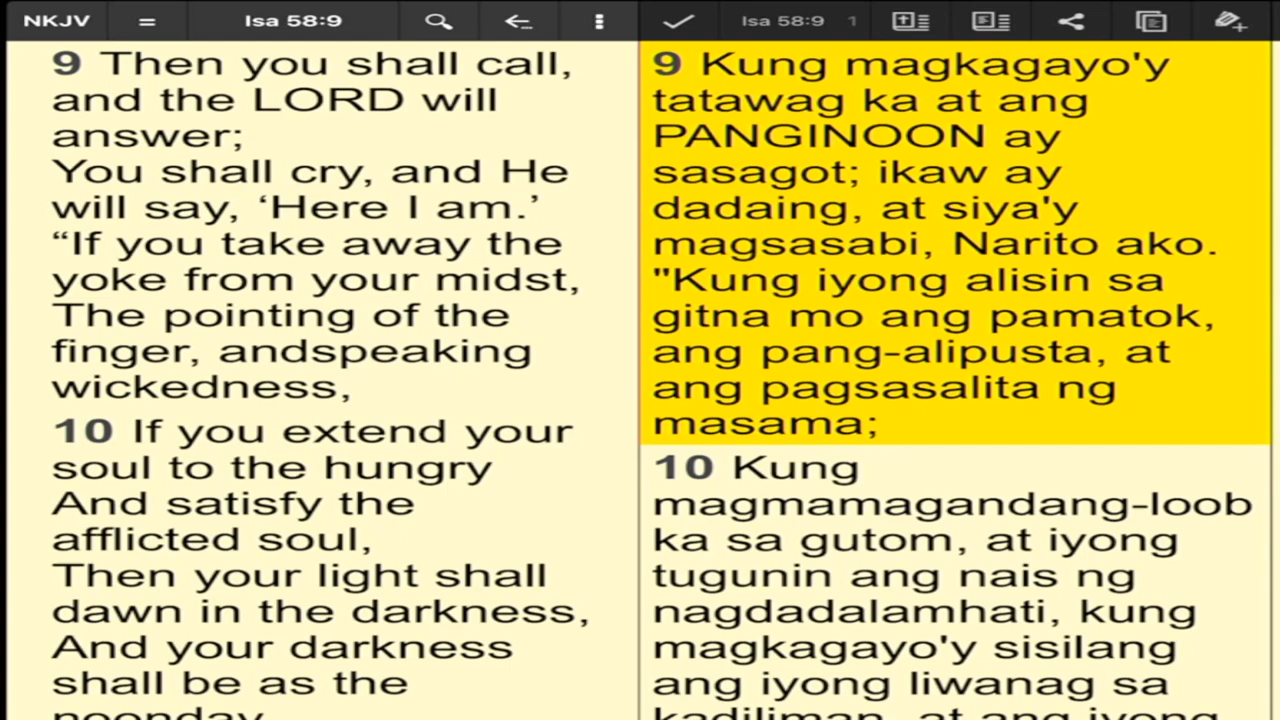 NKJV = Isa 58:9
9 Then you shall call,
and the LORD will
answer;
You shall cry, and He
will say, ‘Here I am.’
“If you take away the
yoke from your midst,
The pointing of the
finger, andspeaking
wickedness,
10 If you extend your
soul to the hungry
And satisfy the
afflicted soul,
Then your light shall
dawn in the darkness,
And your darkness
shall be as the
noonday
Isa 58:9 1
9 Kung magkagayo'y
tatawag ka at ang
PANGINOON ay
sasagot; ikaw ay
dadaing, at siya'y
magsasabi, Narito ako.
"Kung iyong alisin sa
gitna mo ang pamatok,
ang pang-alipusta, at
ang pagsasalita ng
masama;
10 Kung
magmamagandang-loob
ka sa gutom, at iyong
tugunin ang nais ng
nagdadalamhati, kung
magkagayo'y sisilang
ang iyong liwanag sa
kadiliman, at ang iyong